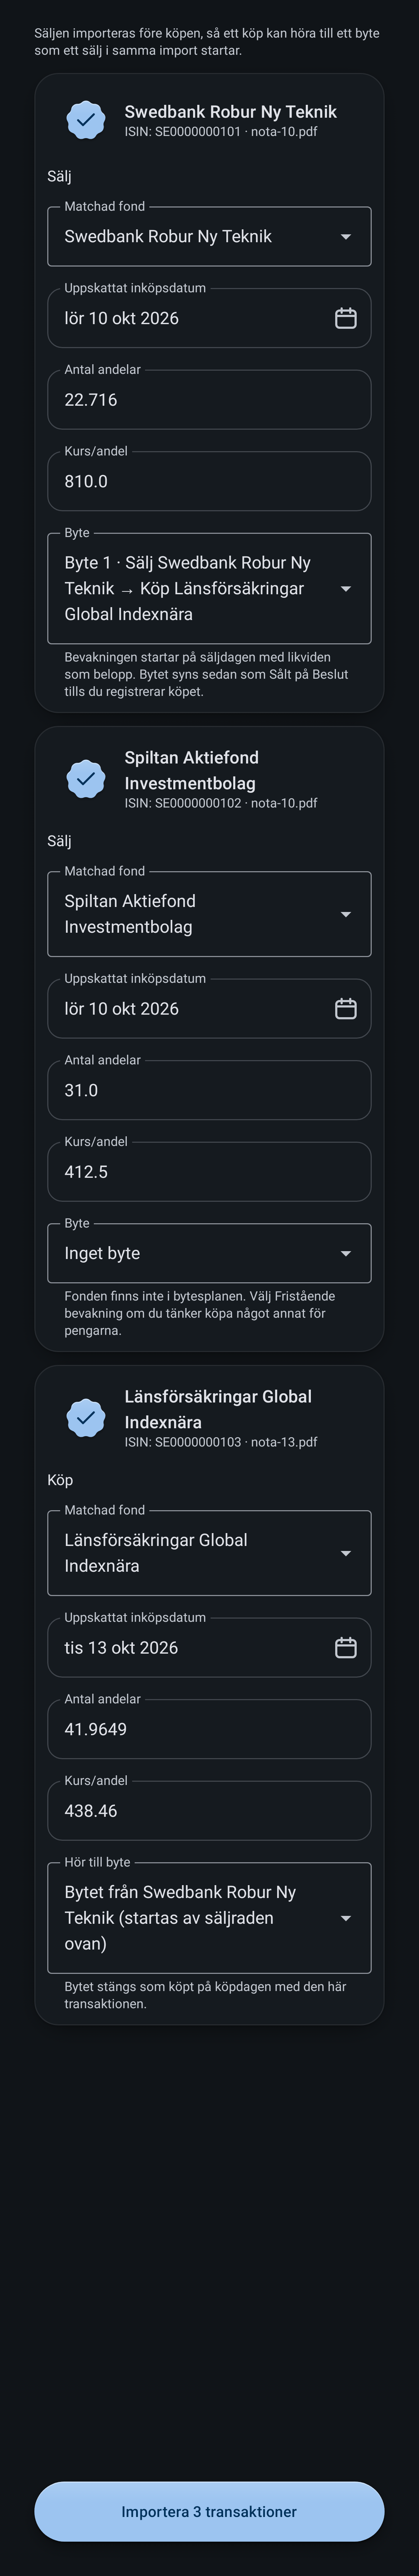 Säljen importeras före köpen, så ett köp kan höra till ett byte
som ett sälj i samma import startar.
Swedbank Robur Ny Teknik
ISIN: SE0000000101 · nota-10.pdf
Sälj
Matchad fond
Swedbank Robur Ny Teknik
Uppskattat inköpsdatum
lör 10 okt 2026
Antal andelar
22.716
Kurs/andel
810.0
Byte
Byte 1 · Sälj Swedbank Robur Ny
Teknik → Köp Länsförsäkringar
Global Indexnära
Bevakningen startar på säljdagen med likviden
som belopp. Bytet syns sedan som Sålt på Beslut
tills du registrerar köpet.
Spiltan Aktiefond
Investmentbolag
ISIN: SE0000000102 · nota-10.pdf
Sälj
Matchad fond
Spiltan Aktiefond
Investmentbolag
Uppskattat inköpsdatum
lör 10 okt 2026
Antal andelar
31.0
Kurs/andel
412.5
Byte
Inget byte
Fonden finns inte i bytesplanen. Välj Fristående
bevakning om du tänker köpa något annat för
pengarna.
Länsförsäkringar Global
Indexnära
ISIN: SE0000000103 · nota-13.pdf
Köp
Matchad fond
Länsförsäkringar Global
Indexnära
Uppskattat inköpsdatum
tis 13 okt 2026
Antal andelar
41.9649
Kurs/andel
438.46
Hör till byte
Bytet från Swedbank Robur Ny
Teknik (startas av säljraden
ovan)
Bytet stängs som köpt på köpdagen med den här
transaktionen.
Importera 3 transaktioner